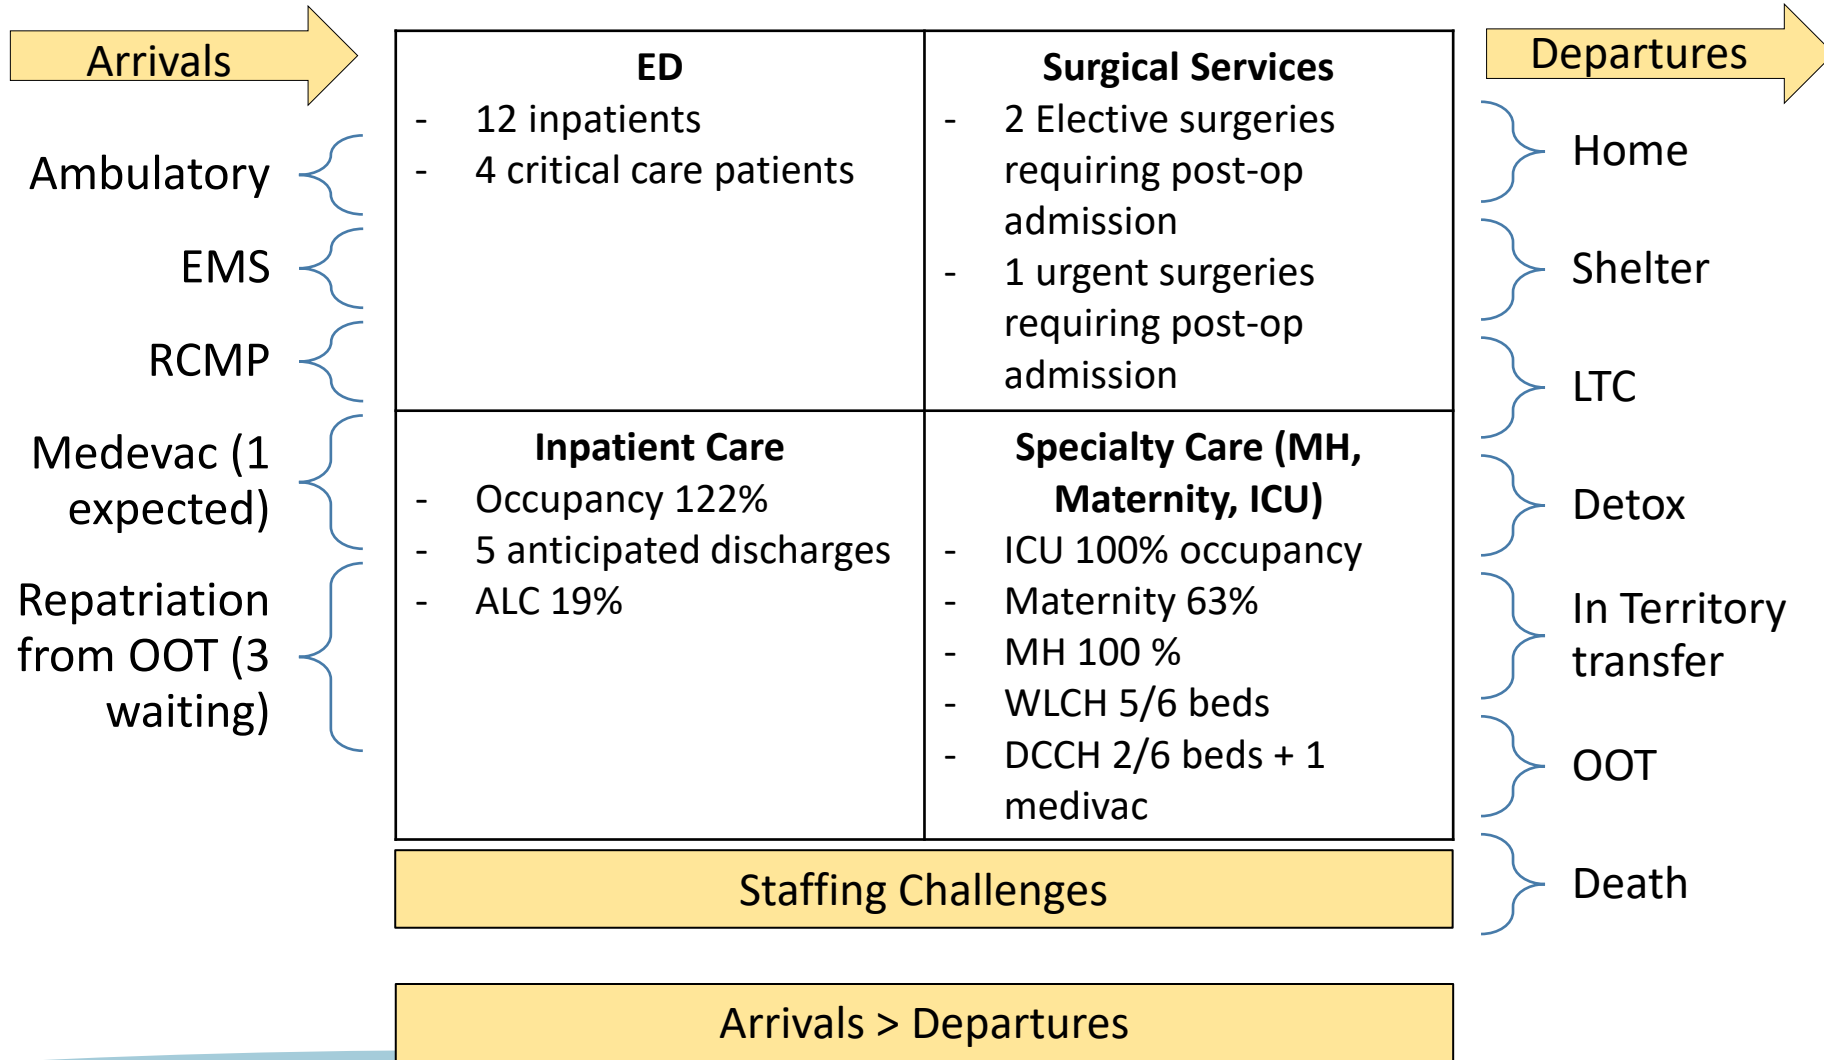 Arrivals
Ambulatory
EMS
RCMP
Medevac (1
expected)
Repatriation
from OOT (3
waiting)
ED
- 12 inpatients
- 4 critical care patients
Surgical Services
- 2 Elective surgeries
requiring post-op
admission
- 1 urgent surgeries
requiring post-op
admission
Inpatient Care
- Occupancy 122%
- 5 anticipated discharges
- ALC 19%
Specialty Care (MH,
Maternity, ICU)
- ICU 100% occupancy
- Maternity 63%
- MH 100 %
- WLCH 5/6 beds
- DCCH 2/6 beds + 1
medivac
Staffing Challenges
Arrivals > Departures
Departures
Home
Shelter
LTC
Detox
In Territory
transfer
OOT
Death